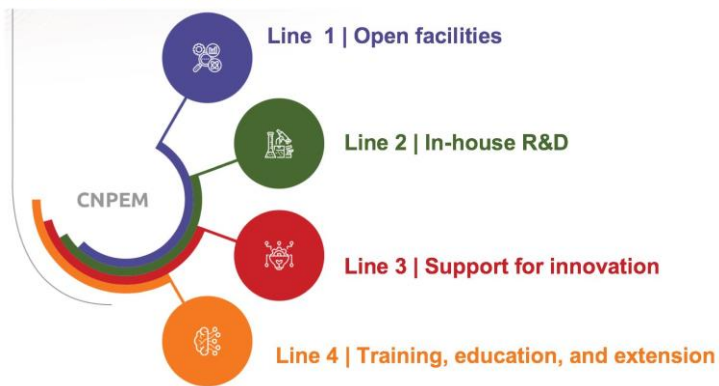 Line 1 | Open facilities
Line 2 | In-house R&D
CNPEM
Line 3 | Support for innovation
Line 4 | Training, education, and extension